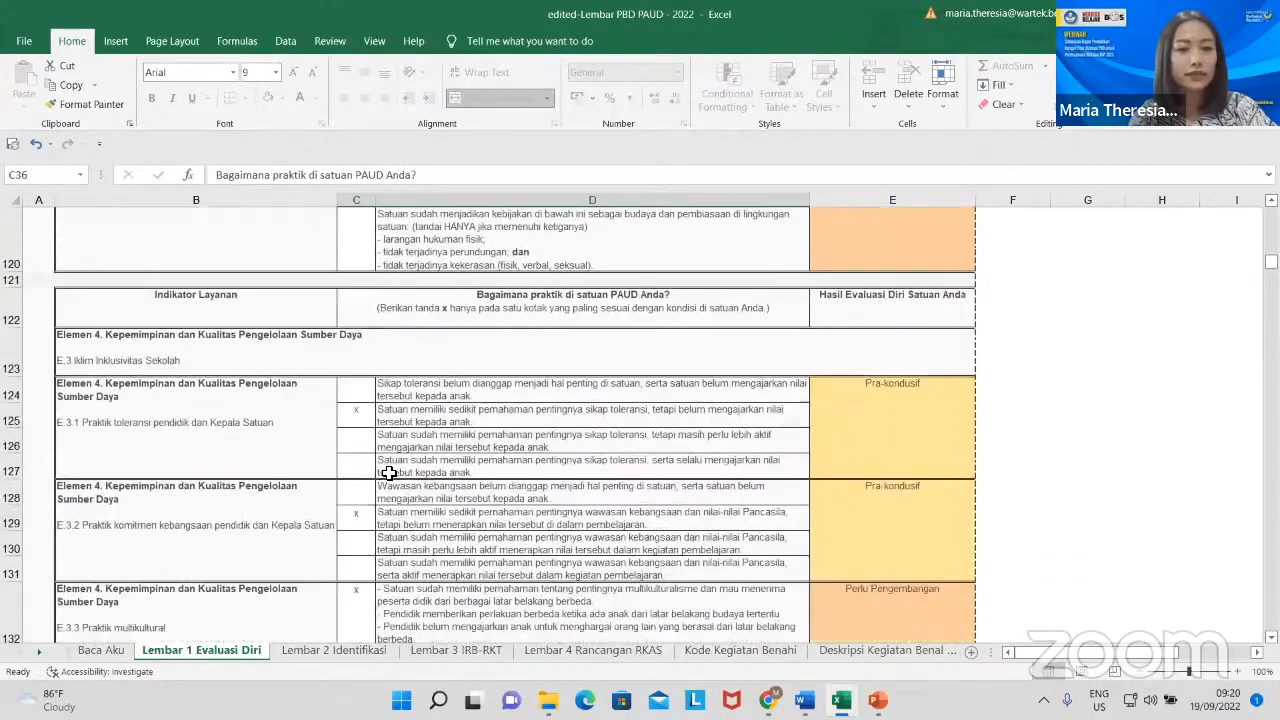 edited-Lembar PBD PAUD - 2022 - Excel
maria.theresia@wartek.be
File Home Insert Page Layout Formulas Data Review Help Tell me what you want to do
Cut
Copy
Format Painter
Paste
Clipboard
Arial 9
B I U
Font
Wrap Text
General
Number
Conditional Formatting
Format as Table
Cell Styles
Styles
Insert Delete Format
Cells
AutoSum
Fill
Clear
Editing
WEBINAR
MERDEKA BELAJAR
Maria Theresia...
C36 fx Bagaimana praktik di satuan PAUD Anda?
A B C D E F G H I
120
Satuan sudah menjadikan kebijakan di bawah ini sebagai budaya dan pembiasaan di lingkungan
satuan: (tandai HANYA jika memenuhi ketiganya)
- larangan hukuman fisik;
- tidak terjadinya perundungan; dan
- tidak terjadinya kekerasan (fisik, verbal, seksual).
121
122
Indikator Layanan
Bagaimana praktik di satuan PAUD Anda?
(Berikan tanda x hanya pada satu kotak yang paling sesuai dengan kondisi di satuan Anda.)
Hasil Evaluasi Diri Satuan Anda
123
Elemen 4. Kepemimpinan dan Kualitas Pengelolaan Sumber Daya
E.3 Iklim Inklusivitas Sekolah
Elemen 4. Kepemimpinan dan Kualitas Pengelolaan
Sumber Daya
E.3.1 Praktik toleransi pendidik dan Kepala Satuan
124
Sikap toleransi belum dianggap menjadi hal penting di satuan, serta satuan belum mengajarkan nilai
tersebut kepada anak.
Pra-kondusif
125
x
Satuan memiliki sedikit pemahaman pentingnya sikap toleransi, tetapi belum mengajarkan nilai
tersebut kepada anak.
126
Satuan sudah memiliki pemahaman pentingnya sikap toleransi, tetapi masih perlu lebih aktif
mengajarkan nilai tersebut kepada anak.
127
Satuan sudah memiliki pemahaman pentingnya sikap toleransi, serta selalu mengajarkan nilai
tersebut kepada anak.
Elemen 4. Kepemimpinan dan Kualitas Pengelolaan
Sumber Daya
E.3.2 Praktik komitmen kebangsaan pendidik dan Kepala Satuan
128
Wawasan kebangsaan belum dianggap menjadi hal penting di satuan, serta satuan belum
mengajarkan nilai tersebut kepada anak.
Pra-kondusif
129
x
Satuan memiliki sedikit pemahaman pentingnya wawasan kebangsaan dan nilai-nilai Pancasila,
tetapi belum menerapkan nilai tersebut di dalam pembelajaran.
130
Satuan sudah memiliki pemahaman pentingnya wawasan kebangsaan dan nilai-nilai Pancasila,
tetapi masih perlu lebih aktif menerapkan nilai tersebut dalam kegiatan pembelajaran
131
Satuan sudah memiliki pemahaman pentingnya wawasan kebangsaan dan nilai-nilai Pancasila,
serta aktif menerapkan nilai tersebut dalam kegiatan pembelajaran.
Elemen 4. Kepemimpinan dan Kualitas Pengelolaan
Sumber Daya
E.3.3 Praktik multikultural
132
x
- Satuan sudah memiliki pemahaman tentang pentingnya multikulturalisme dan mau menerima
peserta didik dari berbagai latar belakang berbeda.
- Pendidik memberikan perlakuan berbeda ketika ada anak dari latar belakang budaya tertentu
- Pendidik belum mengajarkan anak untuk menghargai orang lain yang berasal dari latar belakang
berbeda.
Perlu Pengembangan
Baca Aku Lembar 1 Evaluasi Diri Lembar 2 Identifikasi Lembar 3 IRB-RKT Lembar 4 Rancangan RKAS Kode Kegiatan Benahi Deskripsi Kegiatan Benal ...
zoom
Ready Accessibility: Investigate 100%
86°F
Cloudy
ENG
US
09:20
19/09/2022
1